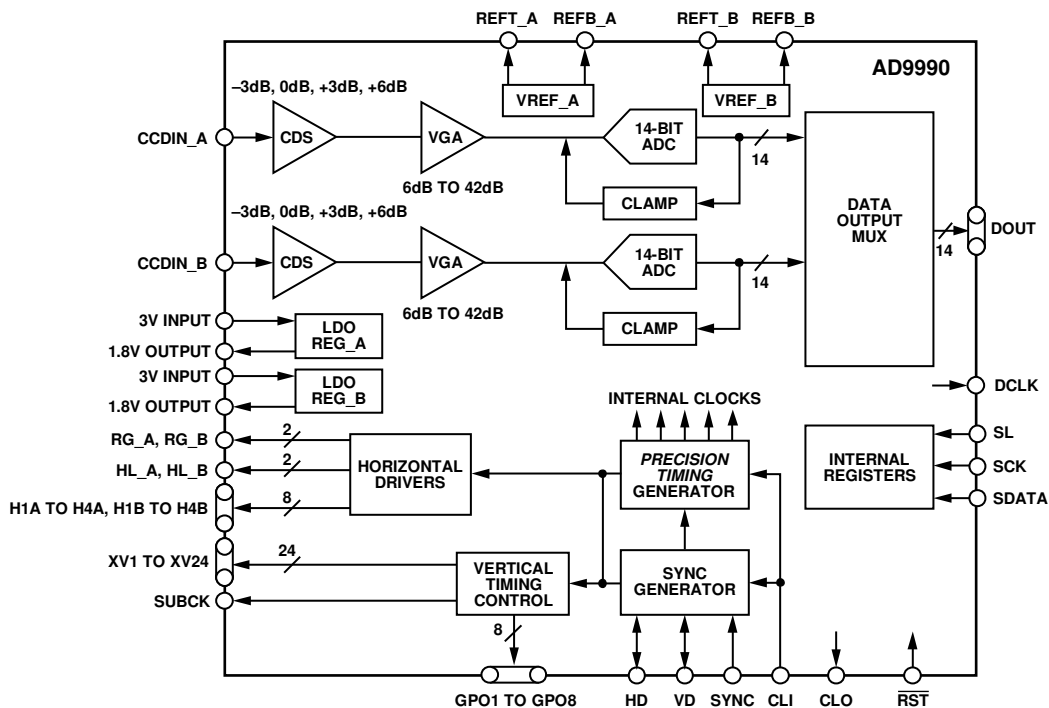 REFT_A REFB_A REFT_B REFB_B
AD9990
VREF_A VREF_B
–3dB, 0dB, +3dB, +6dB
CCDIN_A
CDS
VGA
14-BIT
ADC
14
6dB TO 42dB
CLAMP
DATA
OUTPUT
MUX
14
DOUT
–3dB, 0dB, +3dB, +6dB
CCDIN_B
CDS
VGA
14-BIT
ADC
14
6dB TO 42dB
CLAMP
3V INPUT
1.8V OUTPUT
LDO
REG_A
3V INPUT
1.8V OUTPUT
LDO
REG_B
DCLK
INTERNAL CLOCKS
RG_A, RG_B
2
HL_A, HL_B
2
H1A TO H4A, H1B TO H4B
8
HORIZONTAL
DRIVERS
PRECISION
TIMING
GENERATOR
INTERNAL
REGISTERS
SL
SCK
SDATA
XV1 TO XV24
24
SUBCK
VERTICAL
TIMING
CONTROL
SYNC
GENERATOR
8
GPO1 TO GPO8 HD VD SYNC CLI CLO RST